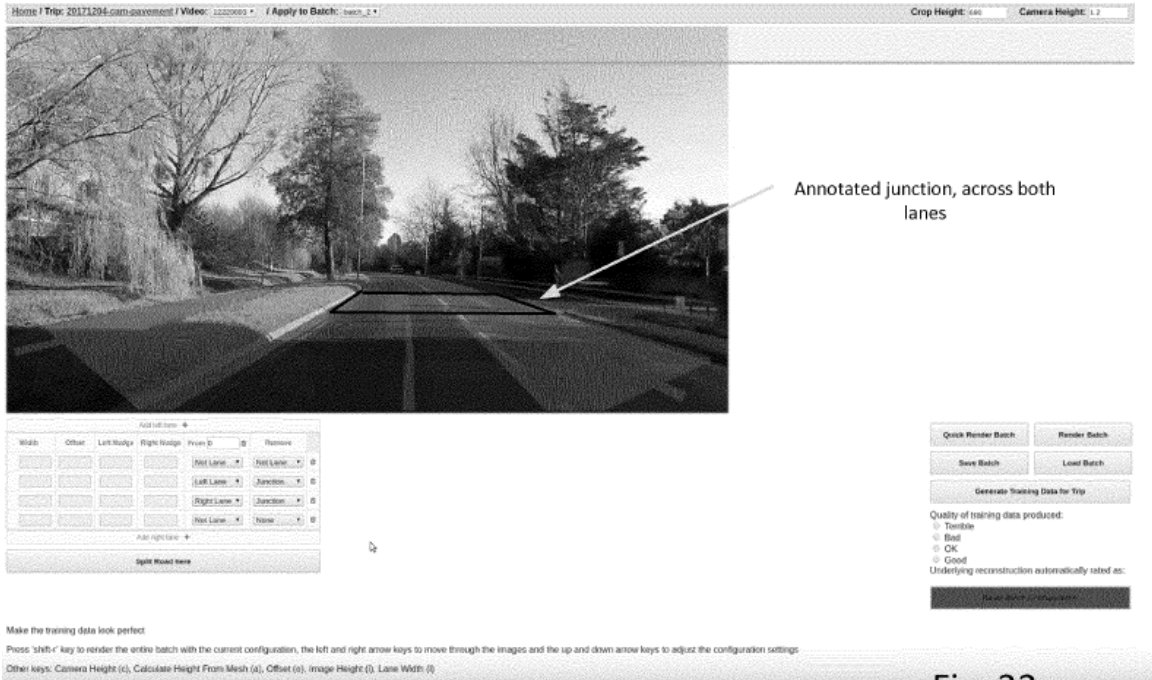 Home / Trip: 20171204-cam-pavement / Video: / Apply to Batch: batch_2
Crop Height: Camera Height: 1.2
Annotated junction, across both
lanes
Add left lane +
Width Offset Left Nudge Right Nudge From 0 Remove
Not Lane Not Lane
Left Lane Junction
Right Lane Junction
Not Lane None
Add right lane +
Split Road here
Quick Render Batch Render Batch
Save Batch Load Batch
Generate Training Data for Trip
Quality of training data produced:
Terrible
Bad
OK
Good
Underlying reconstruction automatically rated as:
Make the training data look perfect
Press 'shift-r' key to render the entire batch with the current configuration, the left and right arrow keys to move through the images and the up and down arrow keys to adjust the configuration settings
Other keys: Camera Height (c), Calculate Height From Mesh (a), Offset (o), Image Height (i), Lane Width (l)